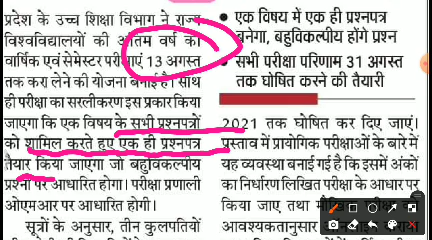 प्रदेश के उच्च शिक्षा विभाग ने राज्य
विश्वविद्यालयों की अंतिम वर्ष की
वार्षिक एवं सेमेस्टर परीक्षाएं 13 अगस्त
तक करा लेने की योजना बनाई है। साथ
ही परीक्षा का सरलीकरण इस प्रकार किया
जाएगा कि एक विषय के सभी प्रश्नपत्रों
को शामिल करते हुए एक ही प्रश्नपत्र
तैयार किया जाएगा जो बहुविकल्पीय
प्रश्नों पर आधारित होगा। परीक्षा प्रणाली
ओएमआर पर आधारित होगी।
सूत्रों के अनुसार, तीन कुलपतियों
• एक विषय में एक ही प्रश्नपत्र
बनेगा, बहुविकल्पीय होंगे प्रश्न
• सभी परीक्षा परिणाम 31 अगस्त
तक घोषित करने की तैयारी
2021 तक घोषित कर दिए जाएं।
प्रस्ताव में प्रायोगिक परीक्षाओं के बारे में
यह व्यवस्था बनाई गई है कि इसमें अंकों
का निर्धारण लिखित परीक्षा के आधार पर
किया जाए तथा
आवश्यकतानुसार